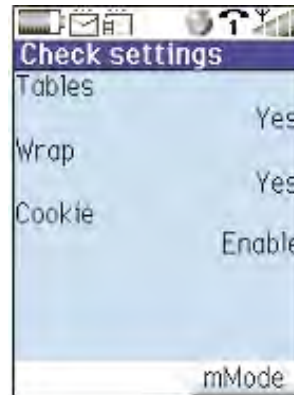 Check settings
Tables
Yes
Wrap
Yes
Cookie
Enable
mMode